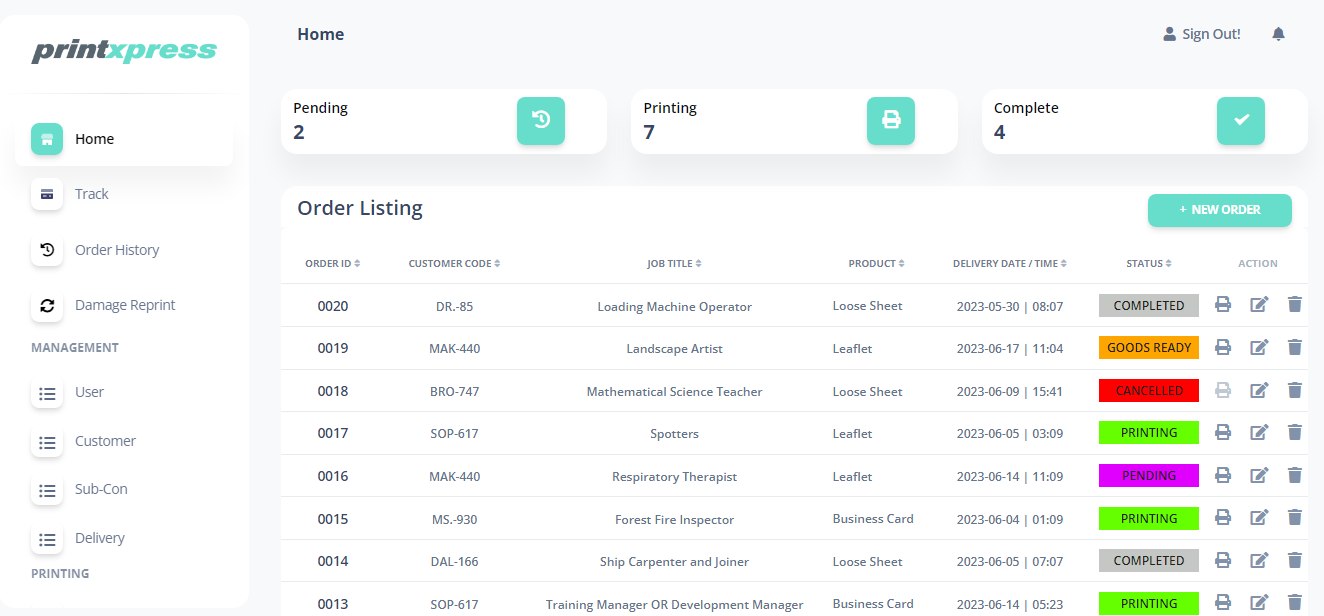 printxpress
Home
Track
Order History
Damage Reprint
MANAGEMENT
User
Customer
Sub-Con
Delivery
PRINTING
Home
Sign Out!
Pending
2
Printing
7
Complete
4
Order Listing
+ NEW ORDER
ORDER ID CUSTOMER CODE JOB TITLE PRODUCT DELIVERY DATE / TIME STATUS ACTION
0020 DR.-85 Loading Machine Operator Loose Sheet 2023-05-30 | 08:07 COMPLETED
0019 MAK-440 Landscape Artist Leaflet 2023-06-17 | 11:04 GOODS READY
0018 BRO-747 Mathematical Science Teacher Loose Sheet 2023-06-09 | 15:41 CANCELLED
0017 SOP-617 Spotters Leaflet 2023-06-05 | 03:09 PRINTING
0016 MAK-440 Respiratory Therapist Leaflet 2023-06-14 | 11:09 PENDING
0015 MS.-930 Forest Fire Inspector Business Card 2023-06-04 | 01:09 PRINTING
0014 DAL-166 Ship Carpenter and Joiner Loose Sheet 2023-06-05 | 07:07 COMPLETED
0013 SOP-617 Training Manager OR Development Manager Business Card 2023-06-14 | 05:23 PRINTING